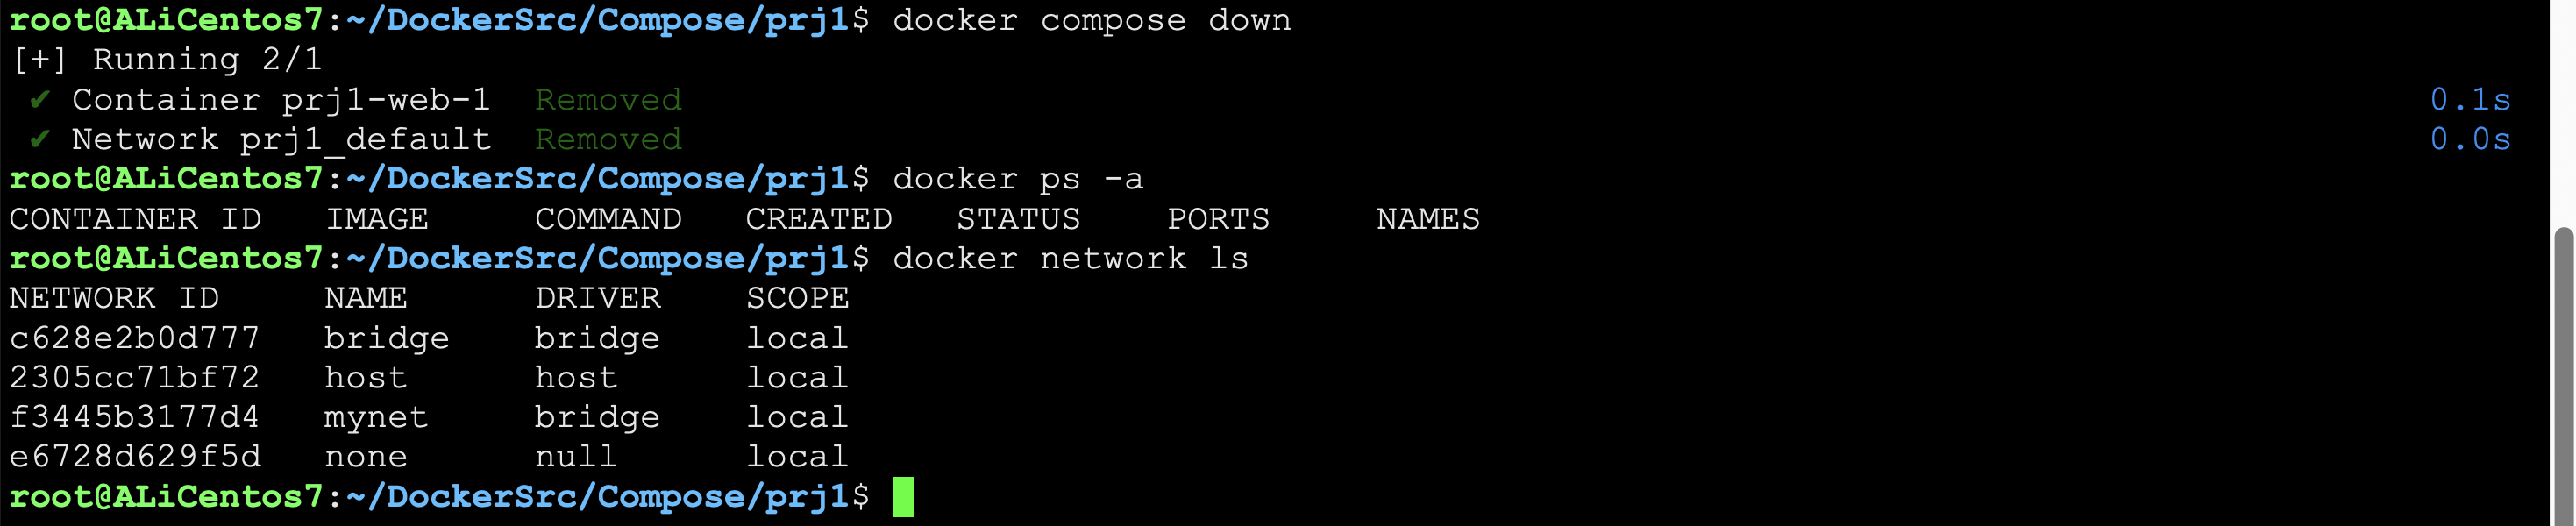 root@ALiCentos7:~/DockerSrc/Compose/prj1$ docker compose down
[+] Running 2/1
 ✔ Container prj1-web-1  Removed 0.1s
 ✔ Network prj1_default  Removed 0.0s
root@ALiCentos7:~/DockerSrc/Compose/prj1$ docker ps -a
CONTAINER ID   IMAGE     COMMAND   CREATED   STATUS    PORTS     NAMES
root@ALiCentos7:~/DockerSrc/Compose/prj1$ docker network ls
NETWORK ID     NAME      DRIVER    SCOPE
c628e2b0d777   bridge    bridge    local
2305cc71bf72   host      host      local
f3445b3177d4   mynet     bridge    local
e6728d629f5d   none      null      local
root@ALiCentos7:~/DockerSrc/Compose/prj1$